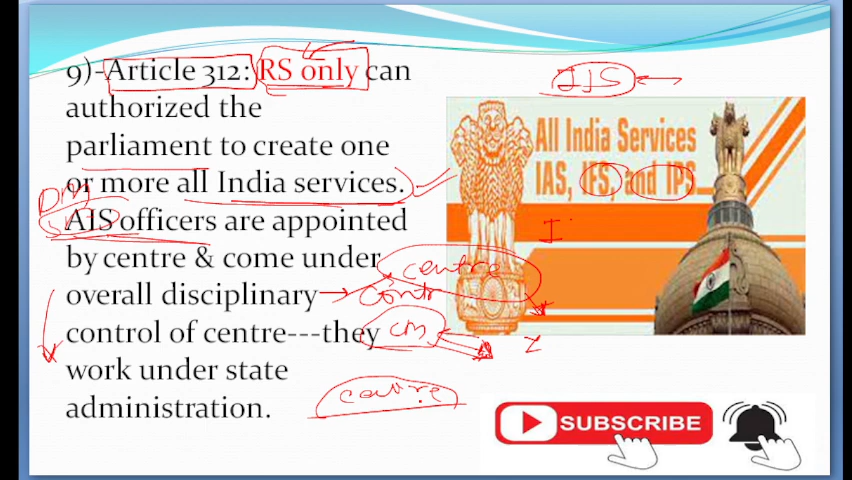 9)-Article 312: RS only can
authorized the
parliament to create one
or more all India services.
AIS officers are appointed
by centre & come under
overall disciplinary
control of centre---they
work under state
administration.
DM
centre
contr
CM
centre
All India Services
IAS, IFS, and IPS
I
SUBSCRIBE